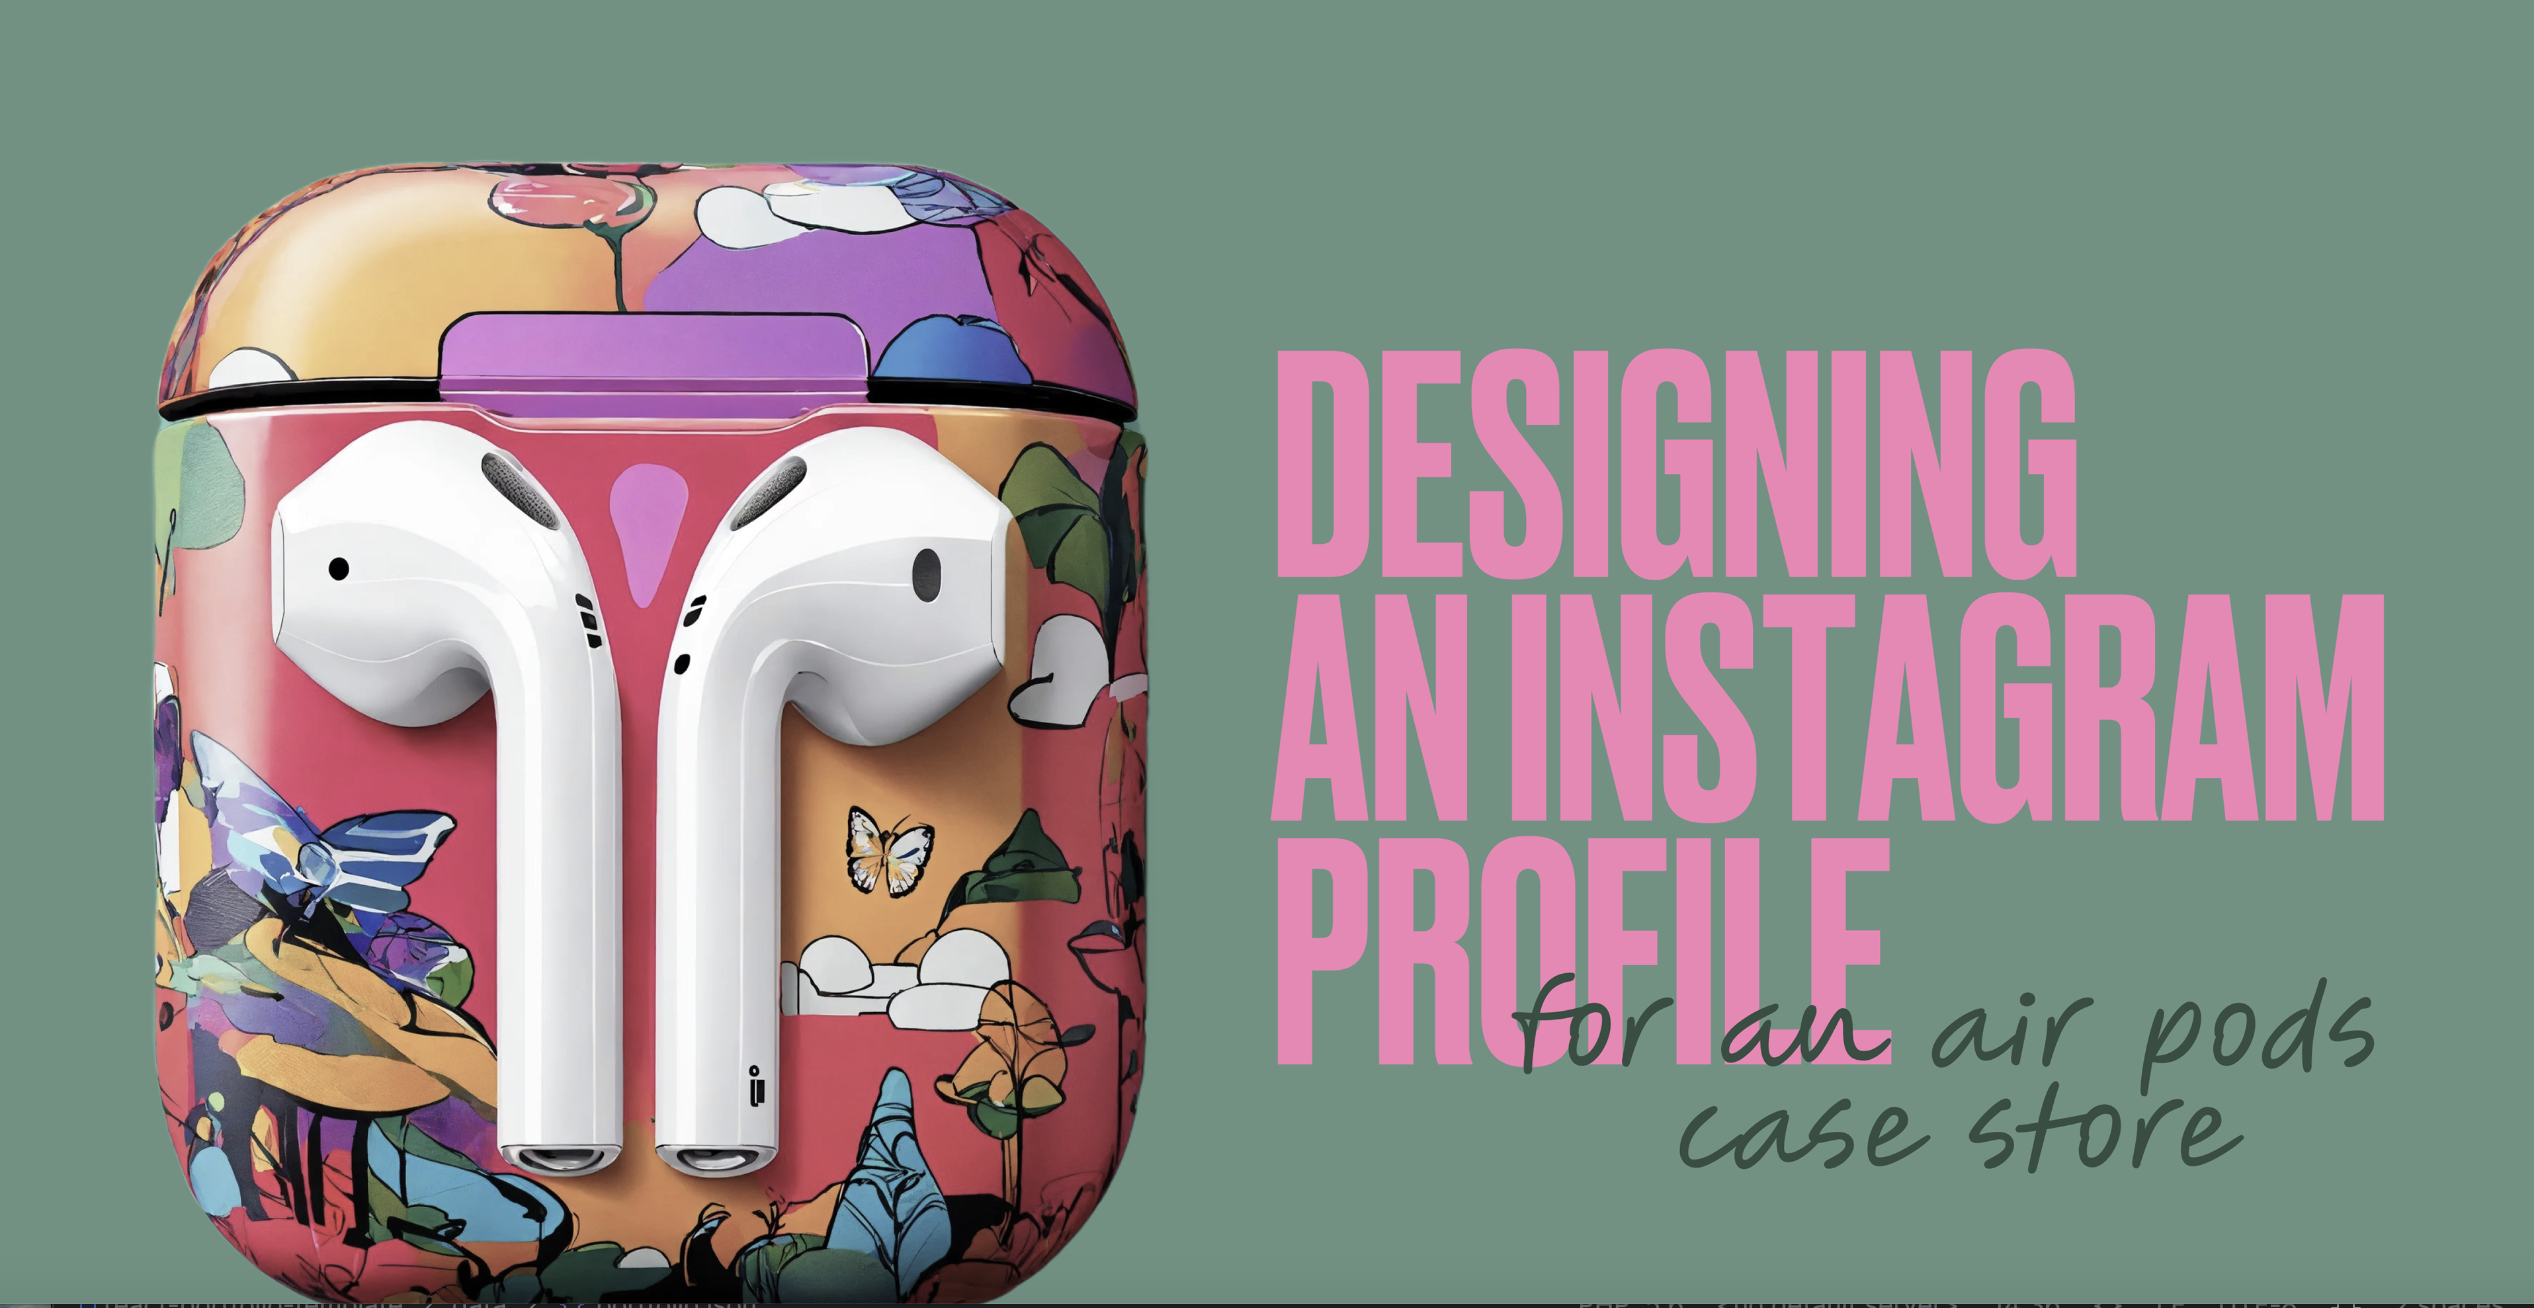 DESIGNING
AN INSTAGRAM
PROFILE
for an air pods
case store